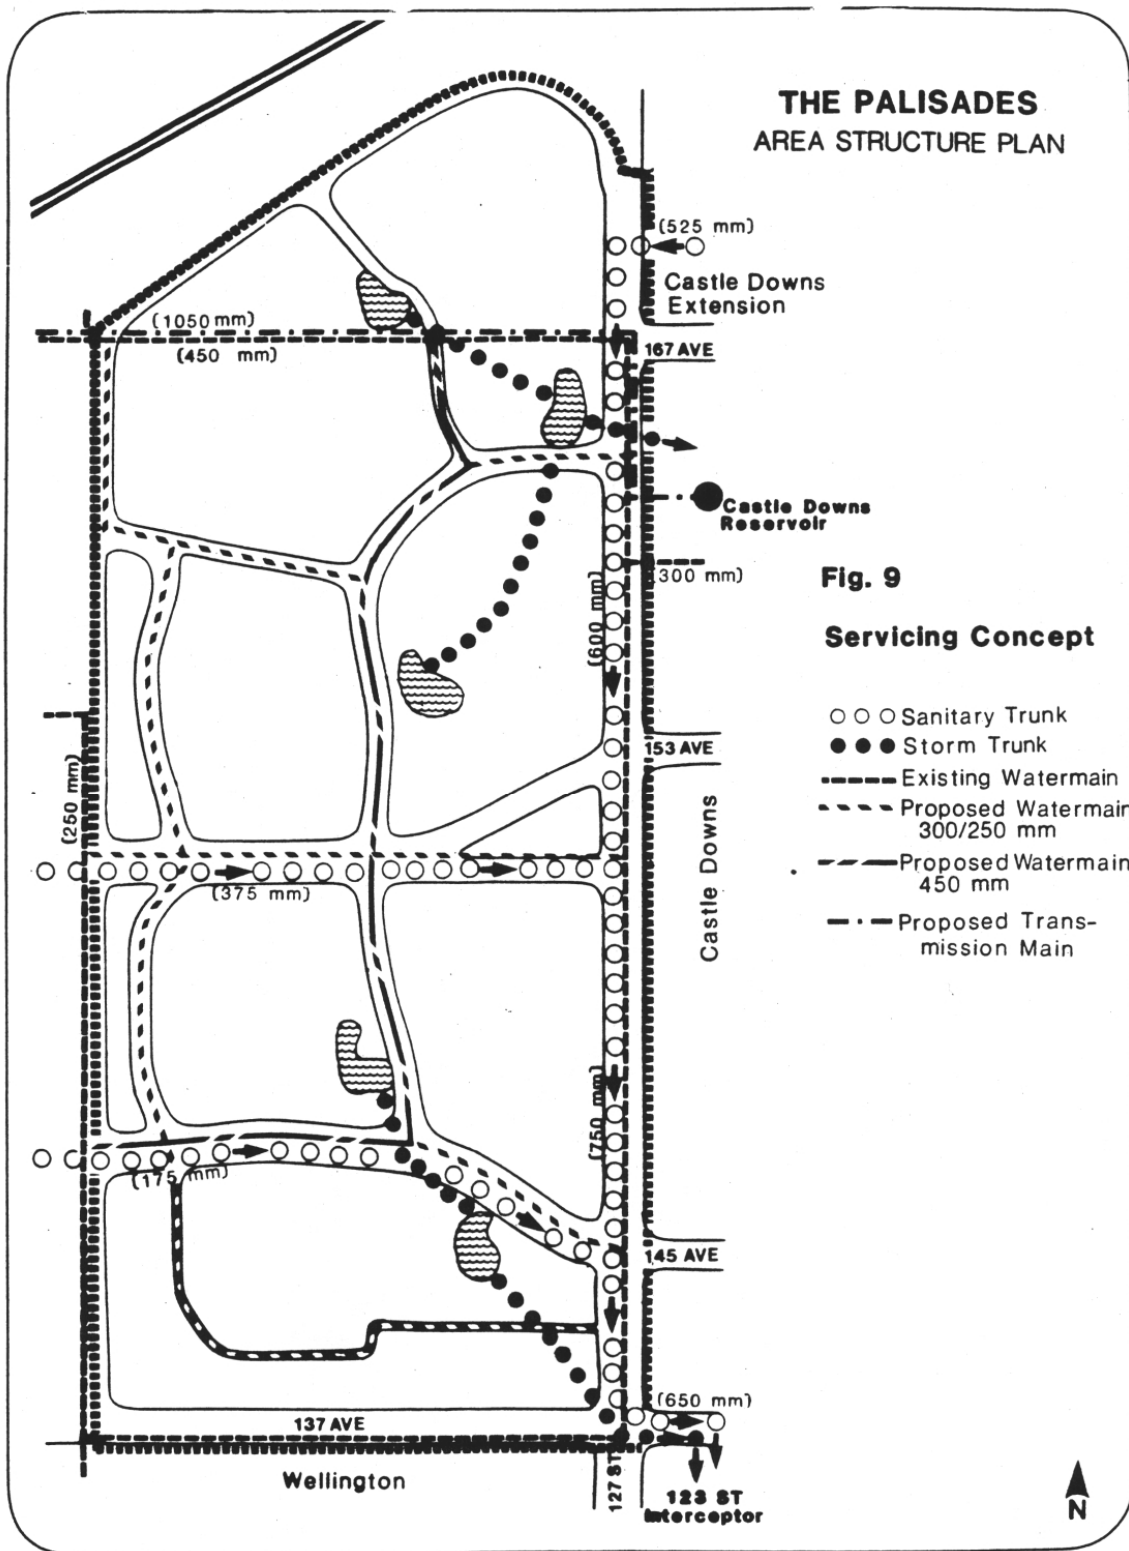 THE PALISADES
AREA STRUCTURE PLAN
(525 mm)
Castle Downs
Extension
(1050 mm)
(450 mm)
167 AVE
Castle Downs
Reservoir
(300 mm)
Fig. 9
(600 mm)
Servicing Concept
Sanitary Trunk
Storm Trunk
Existing Watermain
Proposed Watermain
300/250 mm
Proposed Watermain
450 mm
Proposed Trans-
mission Main
153 AVE
(250 mm)
Castle Downs
(375 mm)
(750 mm)
(175 mm)
145 AVE
(650 mm)
137 AVE
Wellington
127 ST
123 ST
Interceptor
N